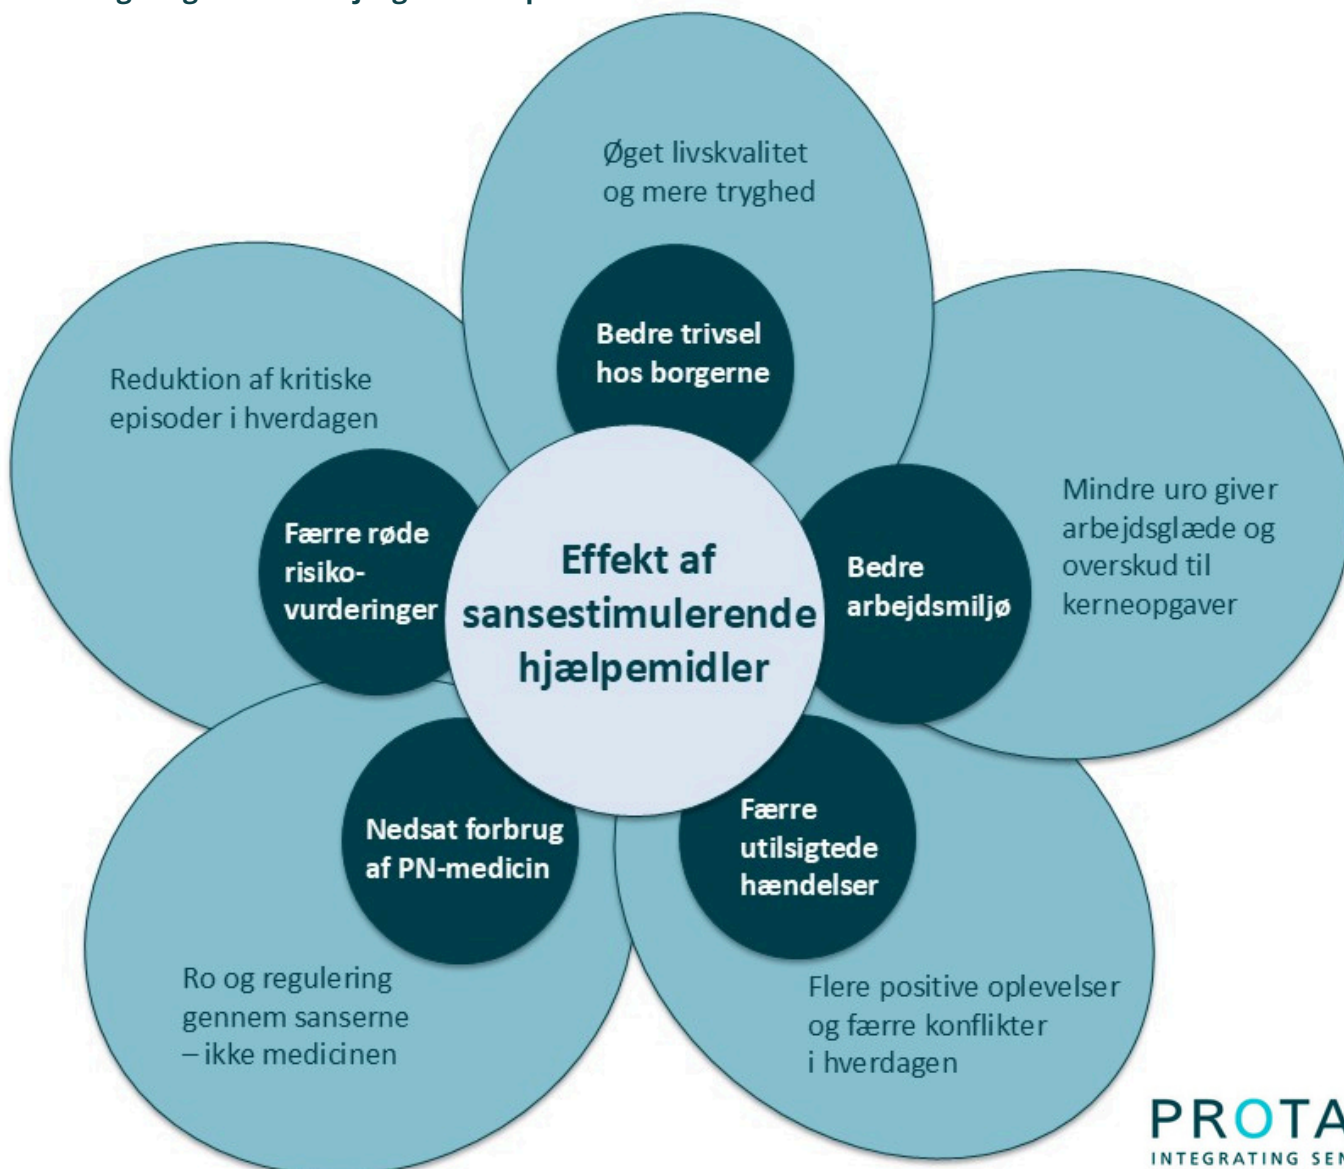 Øget livskvalitet
og mere tryghed
Bedre trivsel
hos borgerne
Reduktion af kritiske
episoder i hverdagen
Færre røde
risiko-
vurderinger
Effekt af
sansestimulerende
hjælpemidler
Bedre
arbejdsmiljø
Mindre uro giver
arbejdsglæde og
overskud til
kerneopgaver
Nedsat forbrug
af PN-medicin
Ro og regulering
gennem sanserne
– ikke medicinen
Færre
utilsigtede
hændelser
Flere positive oplevelser
og færre konflikter
i hverdagen
INTEGRATING